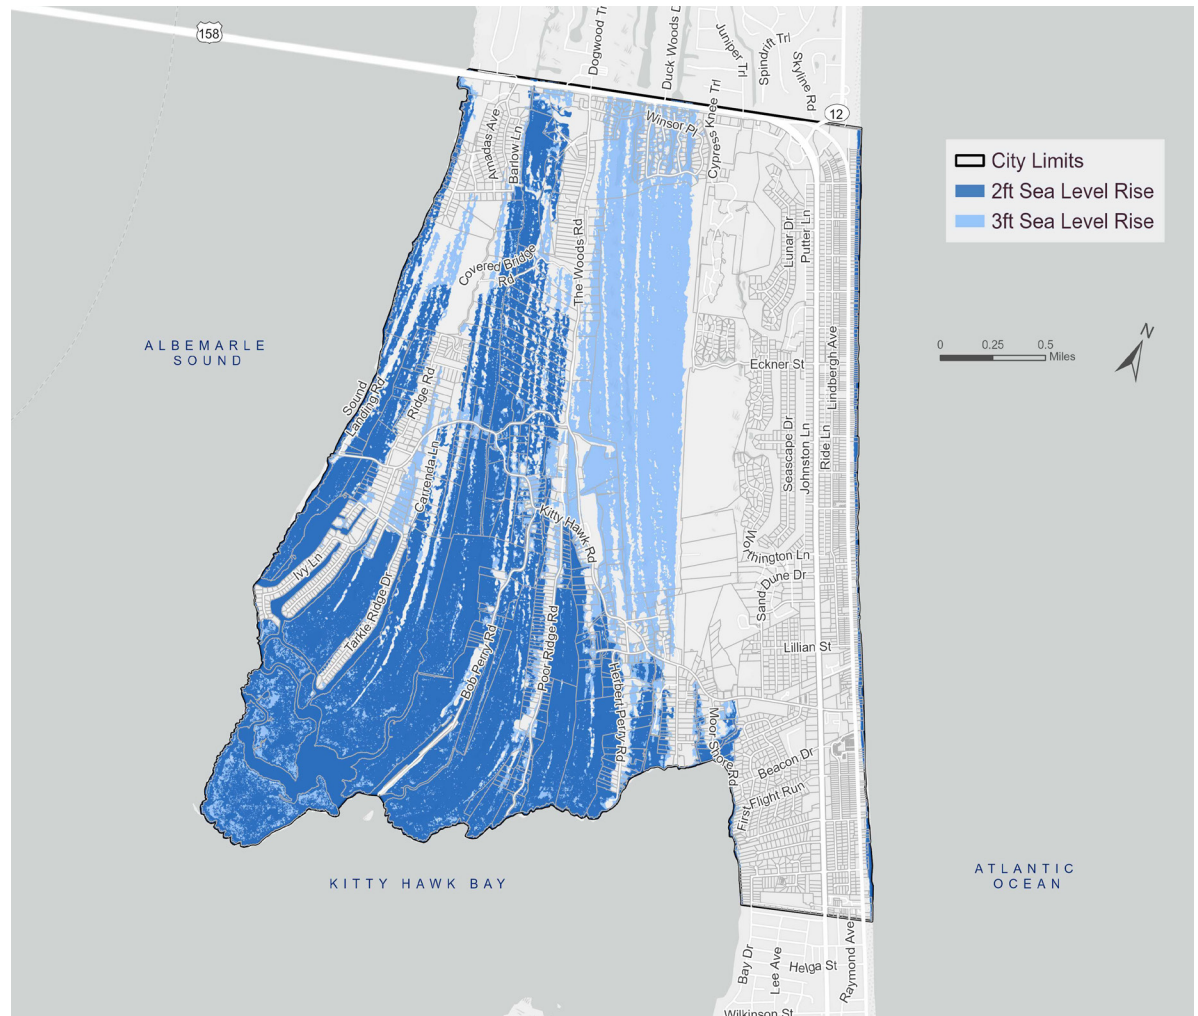 158
Dogwood Tr
Duck Woods D
Juniper Trl
Spindrift Trl
Skyline Rd
12
Amadas Ave
Barlow Ln
Winsor Pl
Cypress Knee Trl
City Limits
2ft Sea Level Rise
3ft Sea Level Rise
Covered Bridge
Rd
The Woods Rd
Lunar Dr
Putter Ln
ALBEMARLE
SOUND
N
0 0.25 0.5
Miles
Eckner St
Lindbergh Ave
Sound
Landing Rd
Ridge Rd
Carrenda Ln
Seascape Dr
Johnston Ln
Ride Ln
Kitty Hawk Rd
Worthington Ln
Ivy Ln
Tarkle Ridge Dr
Sand Dune Dr
Bob Perry Rd
Poor Ridge Rd
Herbert Perry Rd
Lillian St
Moor Shore Rd
Beacon Dr
First Flight Run
KITTY HAWK BAY
ATLANTIC
OCEAN
Bay Dr
Lee Ave
Helga St
Raymond Ave
Wilkinson St